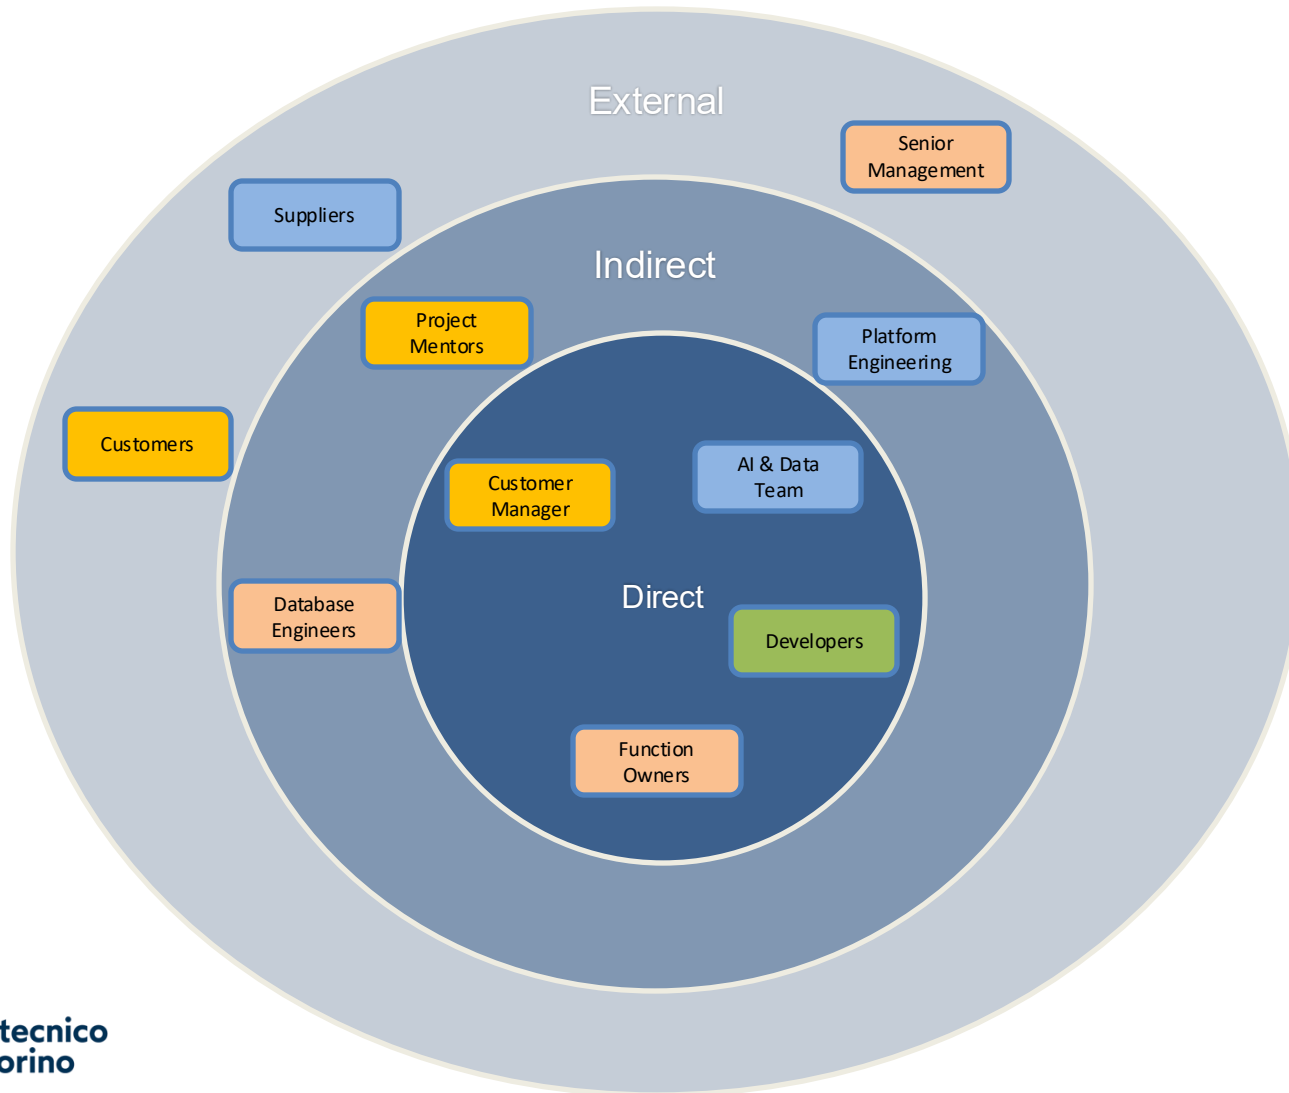 External
Senior
Management
Suppliers
Indirect
Project
Mentors
Platform
Engineering
Customers
Customer
Manager
AI & Data
Team
Direct
Database
Engineers
Developers
Function
Owners
tecnico
orino